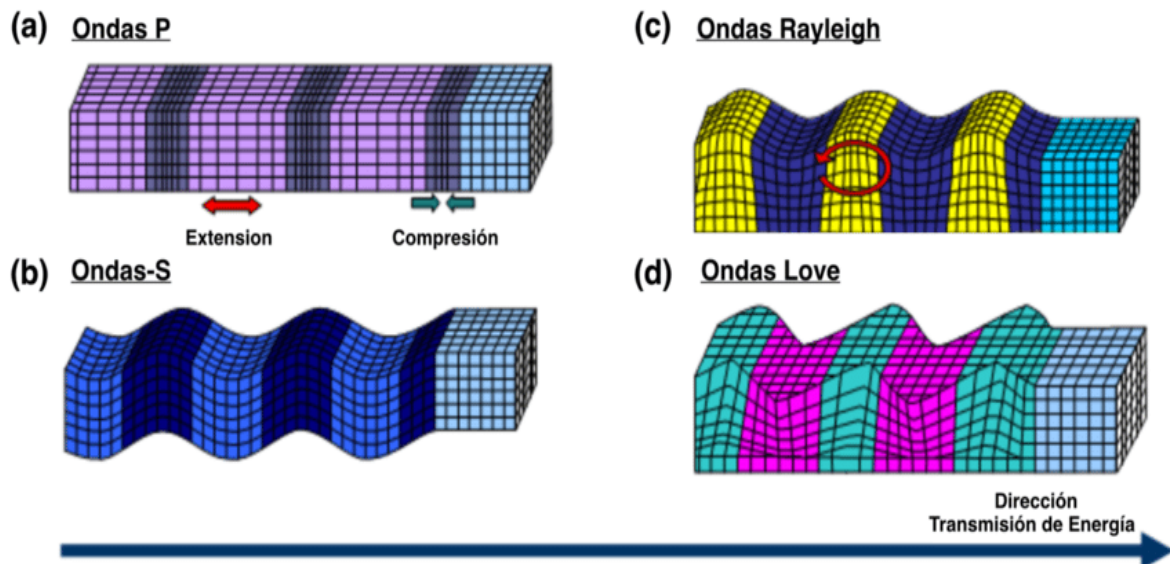 (a) Ondas P
Extension
Compresión
(b) Ondas-S
(c) Ondas Rayleigh
(d) Ondas Love
Dirección
Transmisión de Energía